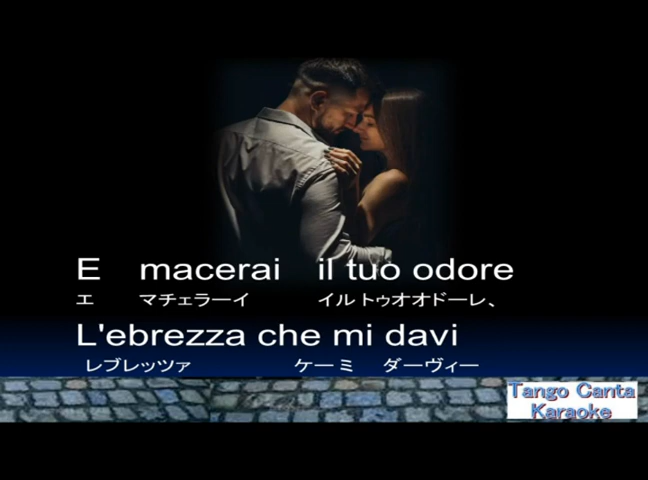 E macerai il tuo odore
エ マチェラーイ イル トゥオオドーレ、
L'ebrezza che mi davi
レブレッツァ ケーミ ダーヴィー
Tango Canta
Karaoke